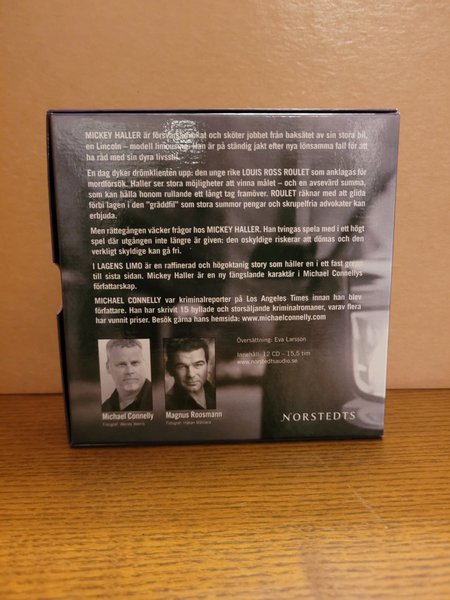 MICKEY HALLER är försvarsadvokat och sköter jobbet från baksätet av sin stora bil,
en Lincoln – modell limousine. Han är på ständig jakt efter nya lönsamma fall för att
ha råd med sin dyra livsstil.
En dag dyker drömklienten upp: den unge rike LOUIS ROSS ROULET som anklagas för
mordförsök. Haller ser stora möjligheter att vinna målet – och en avsevärd summa,
som kan hålla honom rullande ett långt tag framöver. ROULET räknar med att glida
förbi lagen i den "gräddfil" som stora summor pengar och skrupelfria advokater kan
erbjuda.
Men rättegången väcker frågor hos MICKEY HALLER. Han tvingas spela med i ett högt
spel där utgången inte längre är given: den oskyldige riskerar att dömas och den
verkligt skyldige kan gå fri.
I LAGENS LIMO är en raffinerad och högoktanig story som håller en i ett fast grepp
till sista sidan. Mickey Haller är en ny fängslande karaktär i Michael Connellys
författarskap.
MICHAEL CONNELLY var kriminalreporter på Los Angeles Times innan han blev
författare. Han har skrivit 15 hyllade och storsäljande kriminalromaner, varav flera
har vunnit priser. Besök gärna hans hemsida: www.michaelconnelly.com
Översättning: Eva Larsson
Innehåll: 12 CD – 15,5 tim
www.norstedtsaudio.se
Michael Connelly
Fotograf: Wendy Werris
Magnus Roosmann
Fotograf: Håkan Målbäck
NORSTEDTS